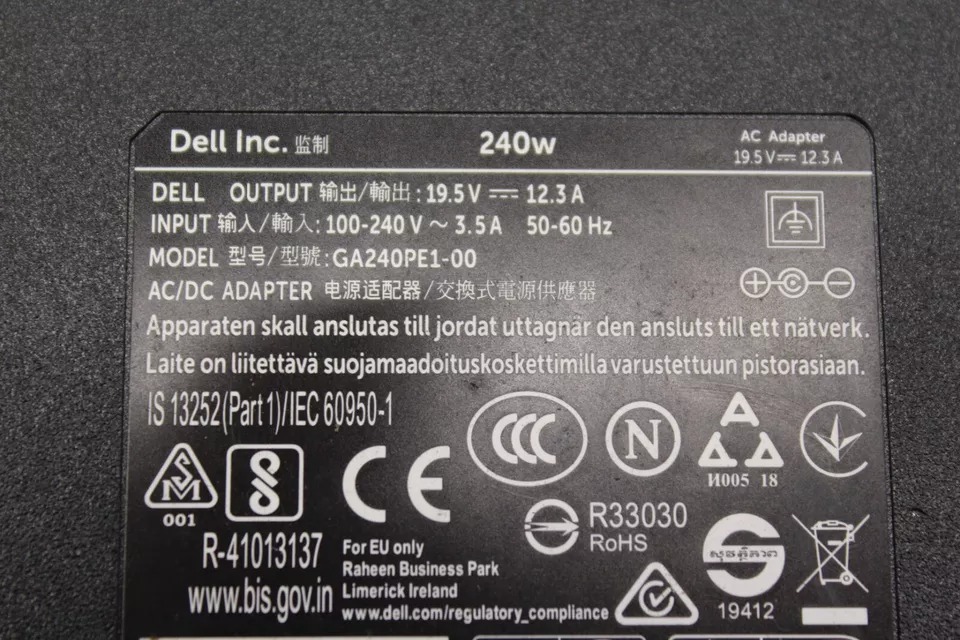 Dell Inc. 监制
240w
AC Adapter
19.5 V⎓ 12.3 A
DELL OUTPUT 输出/輸出: 19.5 V ⎓ 12.3 A
INPUT 输入/輸入: 100-240 V ~ 3.5 A 50-60 Hz
MODEL 型号/型號: GA240PE1-00
AC/DC ADAPTER 电源适配器/交換式電源供應器
Apparaten skall anslutas till jordat uttagnär den ansluts till ett nätverk.
Laite on liitettävä suojamaadoituskoskettimilla varustettuun pistorasiaan.
IS 13252(Part 1)/IEC 60950-1
CCC
N
И005 18
001
CE
R33030
RoHS
R-41013137
www.bis.gov.in
For EU only
Raheen Business Park
Limerick Ireland
www.dell.com/regulatory_compliance
19412